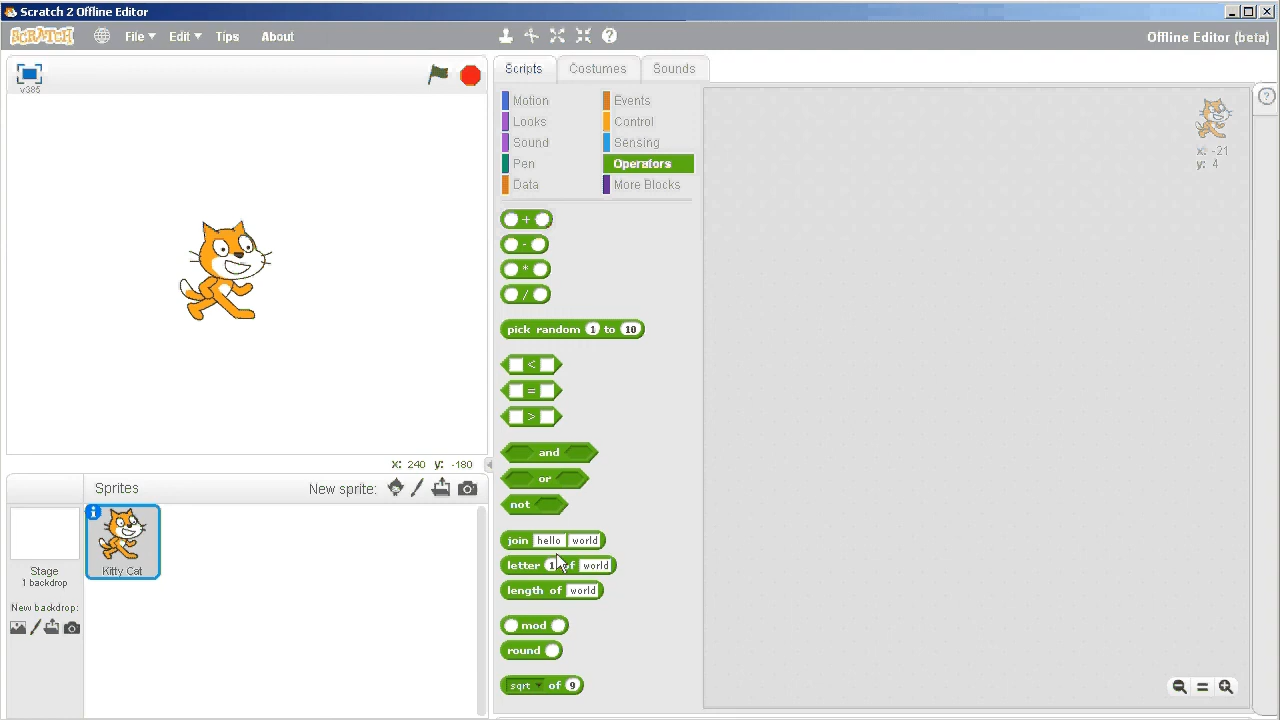 Scratch 2 Offline Editor
SCRATCH File Edit Tips About Offline Editor (beta)
v385
Scripts Costumes Sounds
Motion Events
Looks Control
Sound Sensing
Pen Operators
Data More Blocks
x: -21
y: 4
+
-
*
/
pick random 1 to 10
<
=
>
and
or
not
join hello world
letter 1 of world
length of world
mod
round
sqrt of 9
x: 240 y: -180
Sprites New sprite:
Stage
1 backdrop
New backdrop:
Kitty Cat